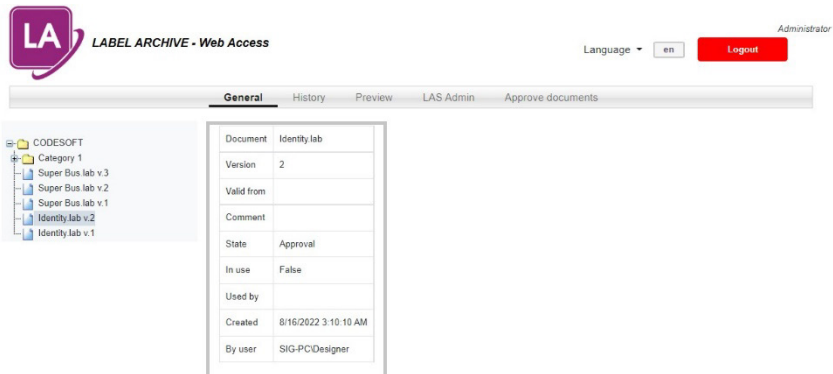 Administrator
LA
LABEL ARCHIVE - Web Access
Language en Logout
General History Preview LAS Admin Approve documents
CODESOFT
Category 1
Super Bus.lab v.3
Super Bus.lab v.2
Super Bus.lab v.1
Identity.lab v.2
Identity.lab v.1
Document Identity.lab
Version 2
Valid from
Comment
State Approval
In use False
Used by
Created 8/16/2022 3:10:10 AM
By user SIG-PC\Designer